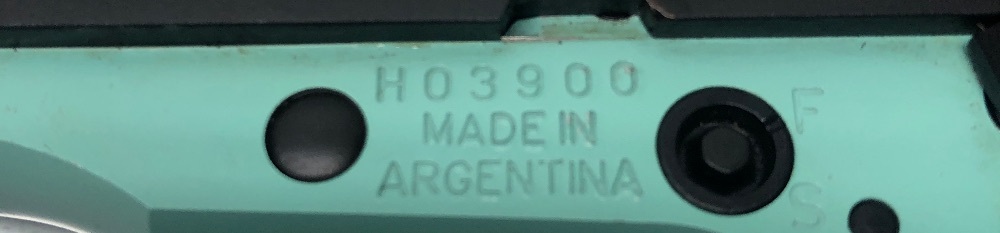 H03900
MADE IN
ARGENTINA
F
S